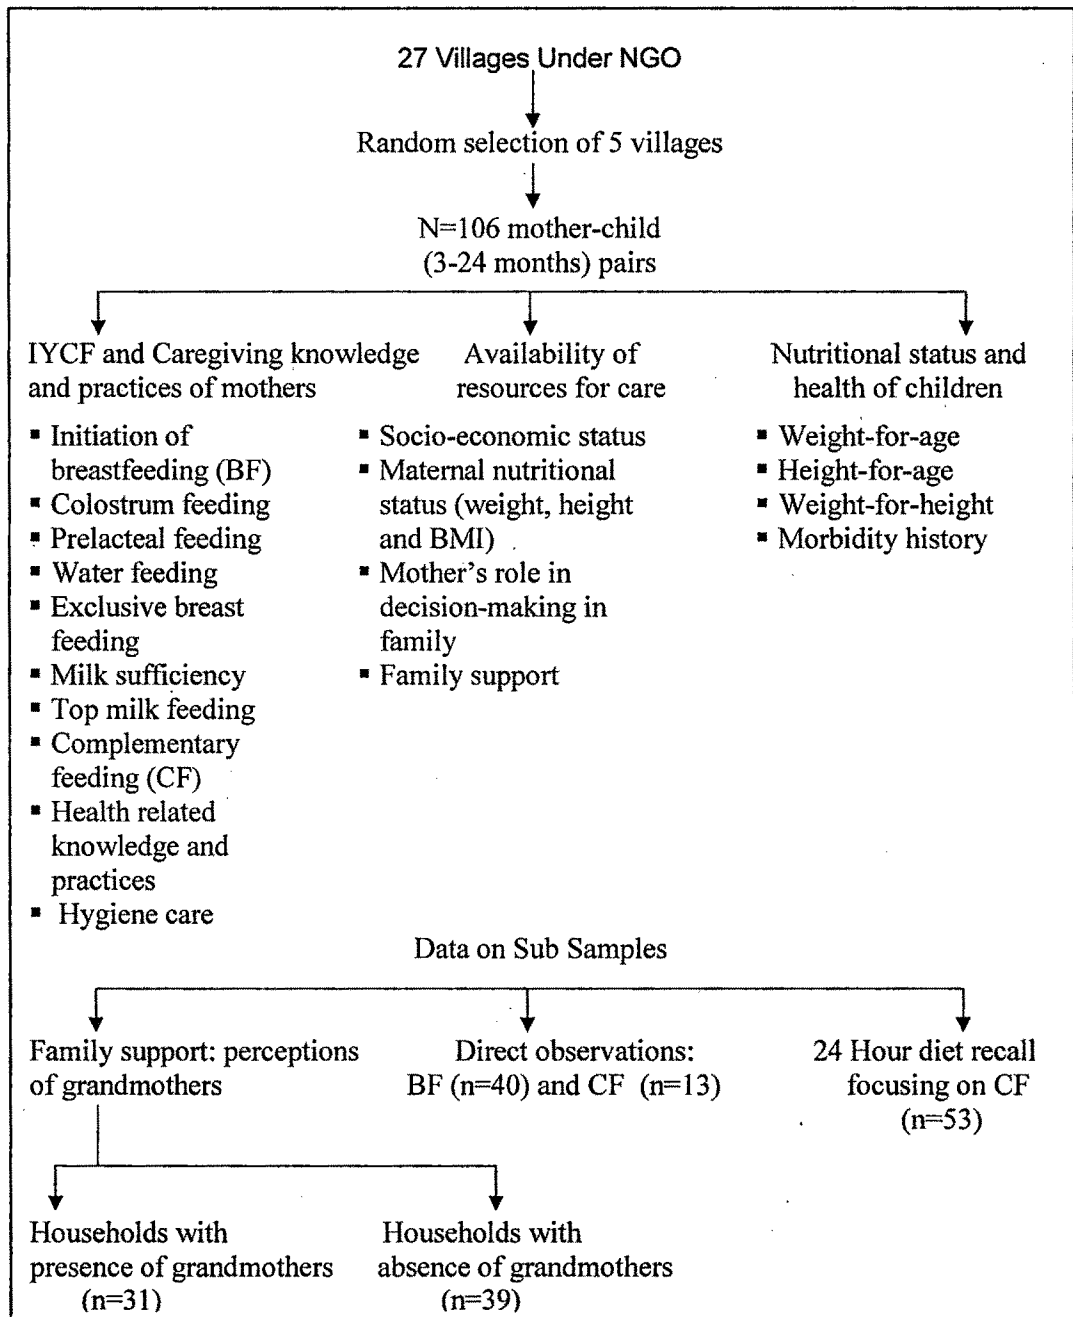 27 Villages Under NGO
Random selection of 5 villages
N=106 mother-child
(3-24 months) pairs
IYCF and Caregiving knowledge
and practices of mothers
▪ Initiation of
breastfeeding (BF)
▪ Colostrum feeding
▪ Prelacteal feeding
▪ Water feeding
▪ Exclusive breast
feeding
▪ Milk sufficiency
▪ Top milk feeding
▪ Complementary
feeding (CF)
▪ Health related
knowledge and
practices
▪ Hygiene care
Availability of
resources for care
▪ Socio-economic status
▪ Maternal nutritional
status (weight, height
and BMI)
▪ Mother's role in
decision-making in
family
▪ Family support
Nutritional status and
health of children
▪ Weight-for-age
▪ Height-for-age
▪ Weight-for-height
▪ Morbidity history
Data on Sub Samples
Family support: perceptions
of grandmothers
Direct observations:
BF (n=40) and CF (n=13)
24 Hour diet recall
focusing on CF
(n=53)
Households with
presence of grandmothers
(n=31)
Households with
absence of grandmothers
(n=39)